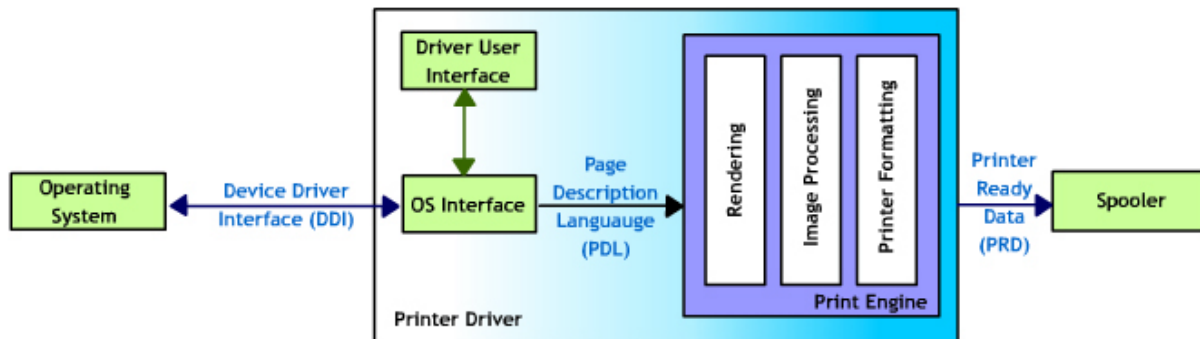 Operating
System
Device Driver
Interface (DDI)
Driver User
Interface
OS Interface
Printer Driver
Page
Description
Languauge
(PDL)
Rendering
Image Processing
Printer Formatting
Print Engine
Printer
Ready
Data
(PRD)
Spooler